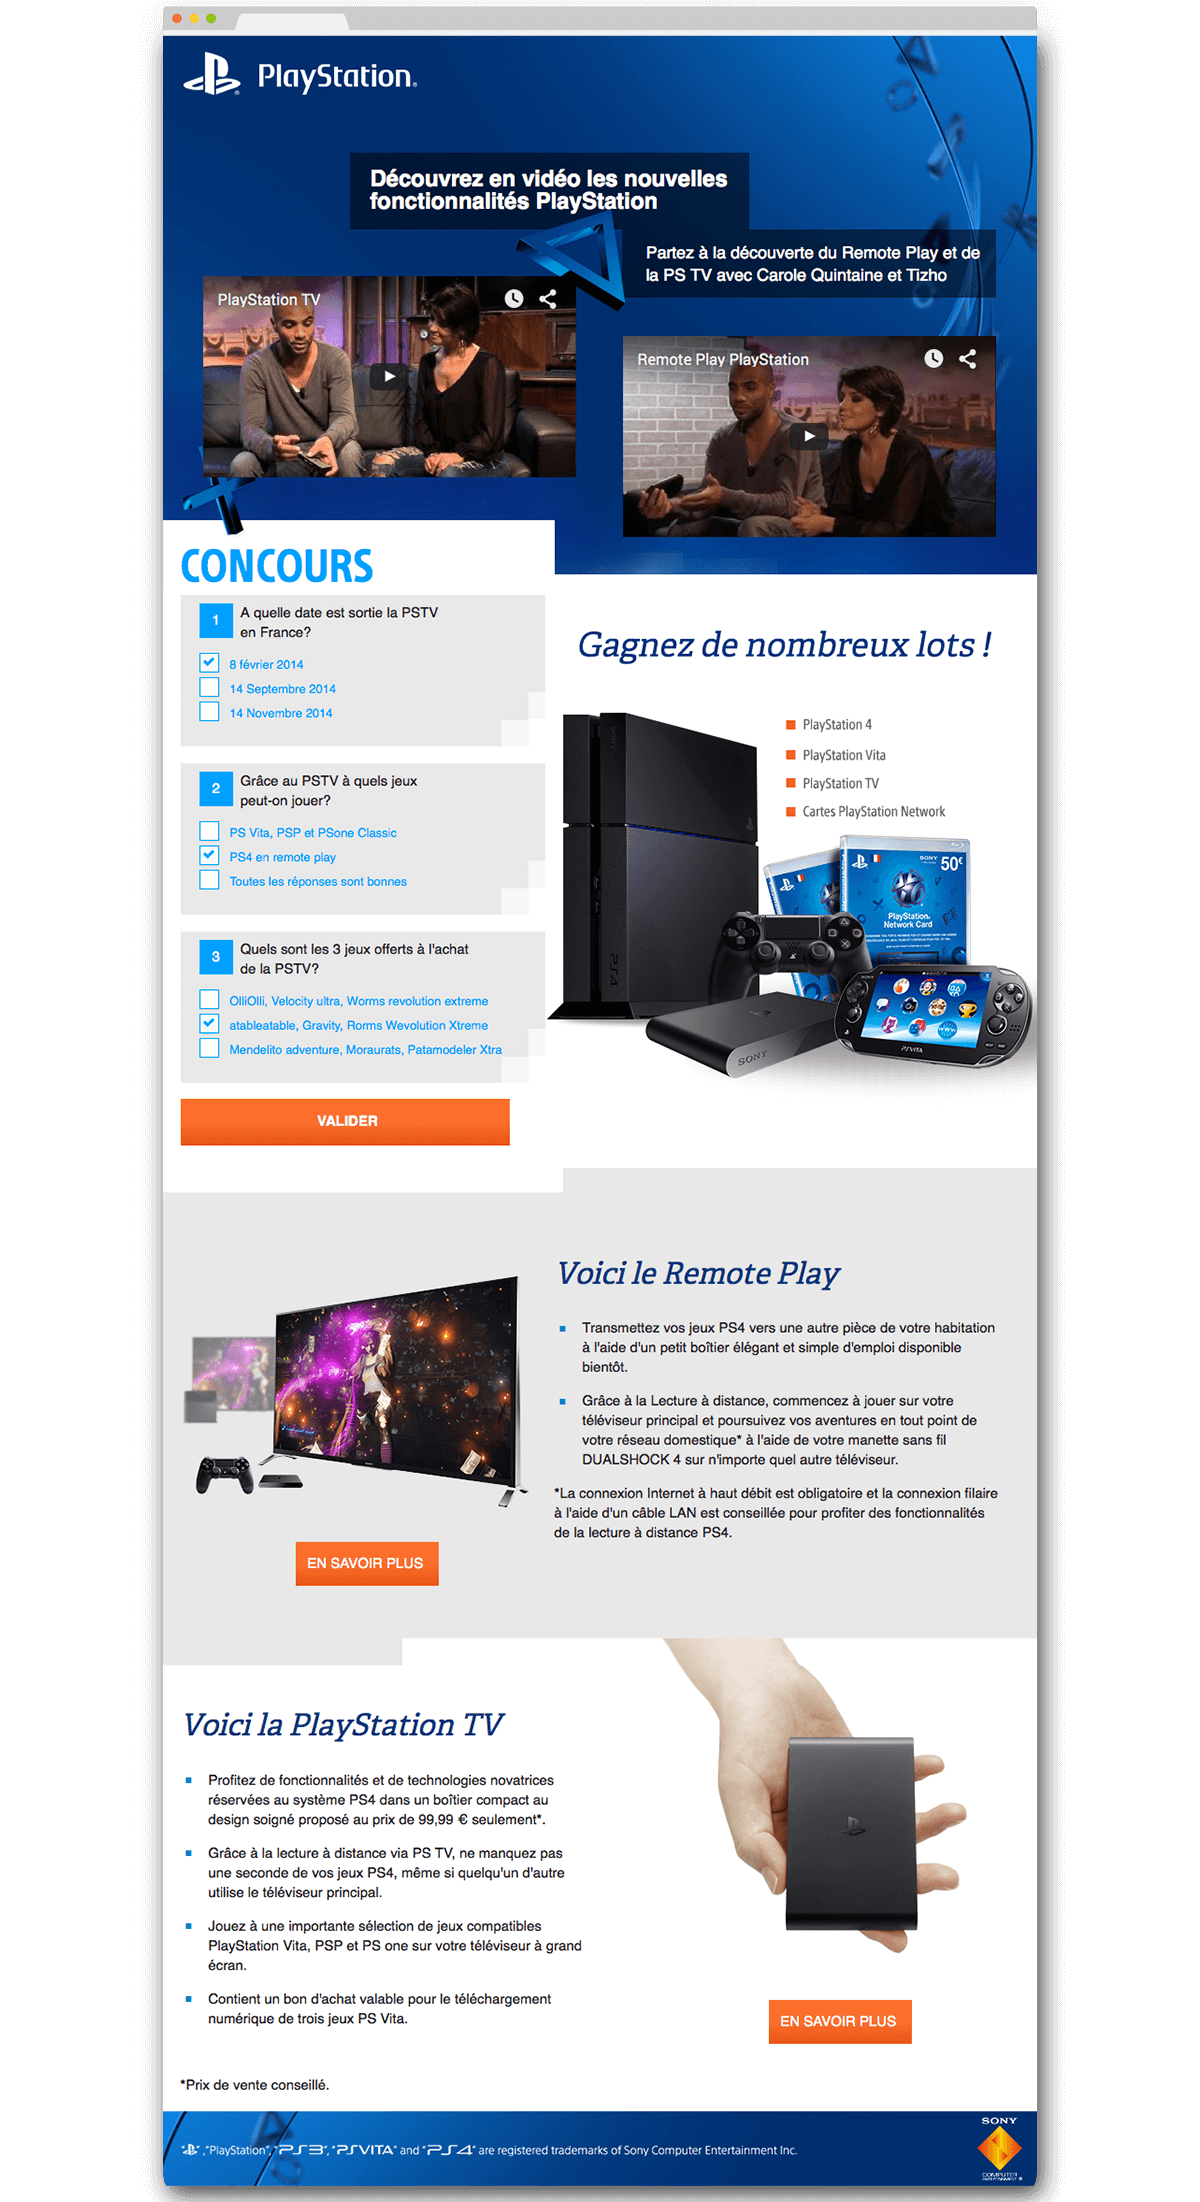 PlayStation
Découvrez en vidéo les nouvelles
fonctionnalités PlayStation
Partez à la découverte du Remote Play et de
la PS TV avec Carole Quintaine et Tizho
PlayStation TV
Remote Play PlayStation
CONCOURS
1 A quelle date est sortie la PSTV
en France?
8 février 2014
14 Septembre 2014
14 Novembre 2014
2 Grâce au PSTV à quels jeux
peut-on jouer?
PS Vita, PSP et PSone Classic
PS4 en remote play
Toutes les réponses sont bonnes
3 Quels sont les 3 jeux offerts à l'achat
de la PSTV?
OlliOlli, Velocity ultra, Worms revolution extreme
atableatable, Gravity, Rorms Wevolution Xtreme
Mendelito adventure, Moraurats, Patamodeler Xtra
VALIDER
Gagnez de nombreux lots !
PlayStation 4
PlayStation Vita
PlayStation TV
Cartes PlayStation Network
SONY
50€
PlayStation
Network Card
PS4
SONY
SONY
PSVITA
Voici le Remote Play
Transmettez vos jeux PS4 vers une autre pièce de votre habitation
à l'aide d'un petit boîtier élégant et simple d'emploi disponible
bientôt.
Grâce à la Lecture à distance, commencez à jouer sur votre
téléviseur principal et poursuivez vos aventures en tout point de
votre réseau domestique* à l'aide de votre manette sans fil
DUALSHOCK 4 sur n'importe quel autre téléviseur.
*La connexion Internet à haut débit est obligatoire et la connexion filaire
à l'aide d'un câble LAN est conseillée pour profiter des fonctionnalités
de la lecture à distance PS4.
EN SAVOIR PLUS
Voici la PlayStation TV
Profitez de fonctionnalités et de technologies novatrices
réservées au système PS4 dans un boîtier compact au
design soigné proposé au prix de 99,99 € seulement*.
Grâce à la lecture à distance via PS TV, ne manquez pas
une seconde de vos jeux PS4, même si quelqu'un d'autre
utilise le téléviseur principal.
Jouez à une importante sélection de jeux compatibles
PlayStation Vita, PSP et PS one sur votre téléviseur à grand
écran.
Contient un bon d'achat valable pour le téléchargement
numérique de trois jeux PS Vita.
EN SAVOIR PLUS
*Prix de vente conseillé.
" ","PlayStation", "PS3", "PSVITA" and "PS4" are registered trademarks of Sony Computer Entertainment Inc.
SONY
COMPUTER
ENTERTAINMENT